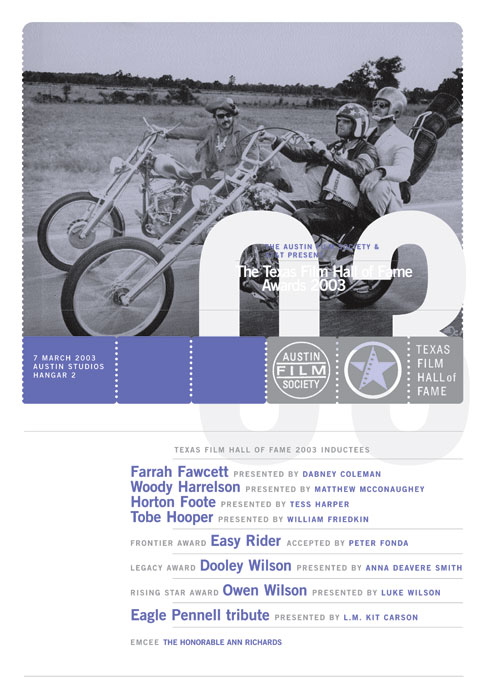 03
THE AUSTIN FILM SOCIETY &
PRESENT
The Texas Film Hall of Fame
Awards 2003
7 MARCH 2003
AUSTIN STUDIOS
HANGAR 2
AUSTIN
FILM
SOCIETY
TEXAS
FILM
HALL of
FAME
TEXAS FILM HALL OF FAME 2003 INDUCTEES
Farrah Fawcett PRESENTED BY DABNEY COLEMAN
Woody Harrelson PRESENTED BY MATTHEW MCCONAUGHEY
Horton Foote PRESENTED BY TESS HARPER
Tobe Hooper PRESENTED BY WILLIAM FRIEDKIN
FRONTIER AWARD Easy Rider ACCEPTED BY PETER FONDA
LEGACY AWARD Dooley Wilson PRESENTED BY ANNA DEAVERE SMITH
RISING STAR AWARD Owen Wilson PRESENTED BY LUKE WILSON
Eagle Pennell tribute PRESENTED BY L.M. KIT CARSON
EMCEE THE HONORABLE ANN RICHARDS